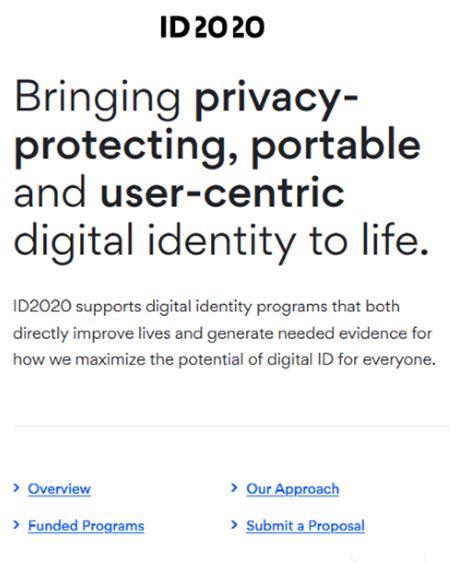 ID2020
Bringing privacy-
protecting, portable
and user-centric
digital identity to life.
ID2020 supports digital identity programs that both
directly improve lives and generate needed evidence for
how we maximize the potential of digital ID for everyone.
> Overview
> Our Approach
> Funded Programs
> Submit a Proposal